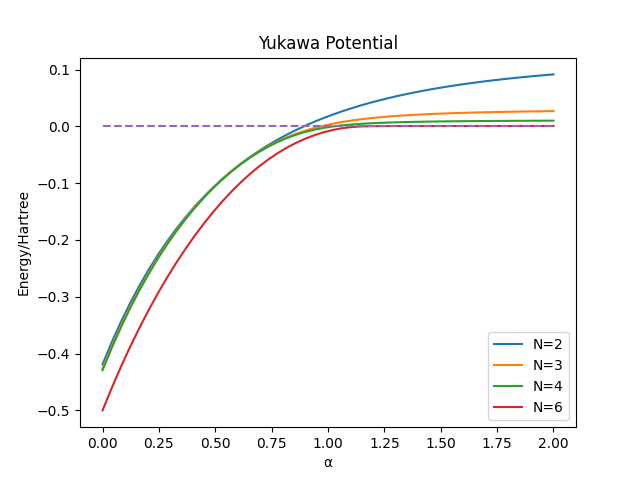 Yukawa Potential
0.1
0.0
−0.1
−0.2
−0.3
−0.4
−0.5
Energy/Hartree
N=2
N=3
N=4
N=6
0.00 0.25 0.50 0.75 1.00 1.25 1.50 1.75 2.00
α